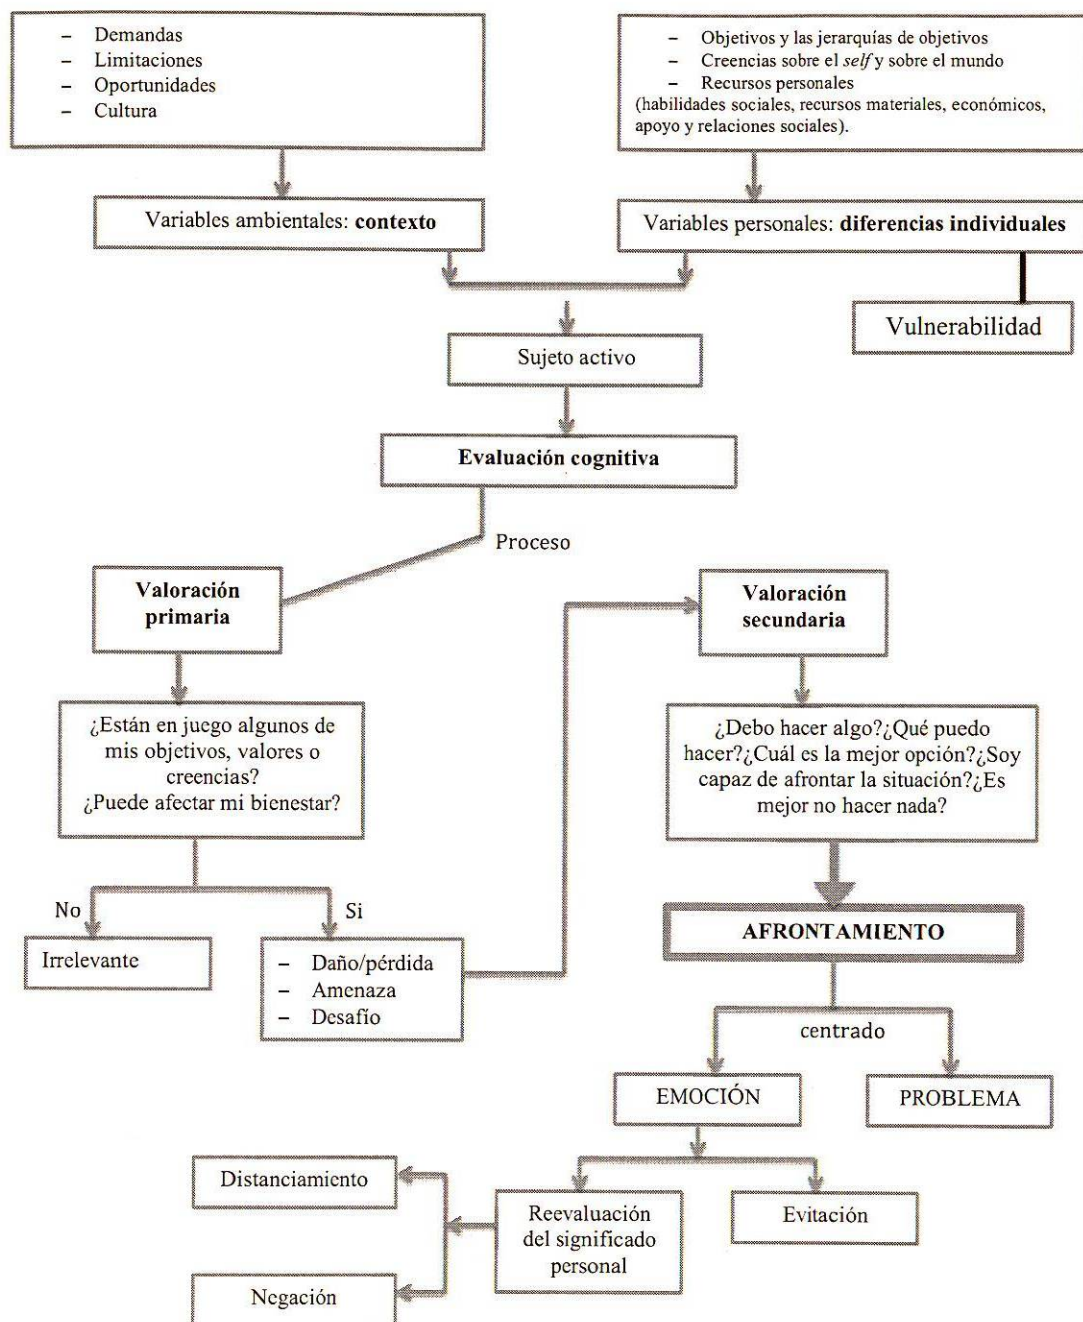 – Demandas
– Limitaciones
– Oportunidades
– Cultura
– Objetivos y las jerarquías de objetivos
– Creencias sobre el self y sobre el mundo
– Recursos personales
(habilidades sociales, recursos materiales, económicos,
apoyo y relaciones sociales).
Variables ambientales: contexto
Variables personales: diferencias individuales
Vulnerabilidad
Sujeto activo
Evaluación cognitiva
Proceso
Valoración
primaria
Valoración
secundaria
¿Están en juego algunos de
mis objetivos, valores o
creencias?
¿Puede afectar mi bienestar?
¿Debo hacer algo?¿Qué puedo
hacer?¿Cuál es la mejor opción?¿Soy
capaz de afrontar la situación?¿Es
mejor no hacer nada?
No
Si
Irrelevante
– Daño/pérdida
– Amenaza
– Desafío
AFRONTAMIENTO
centrado
EMOCIÓN
PROBLEMA
Distanciamiento
Reevaluación
del significado
personal
Evitación
Negación